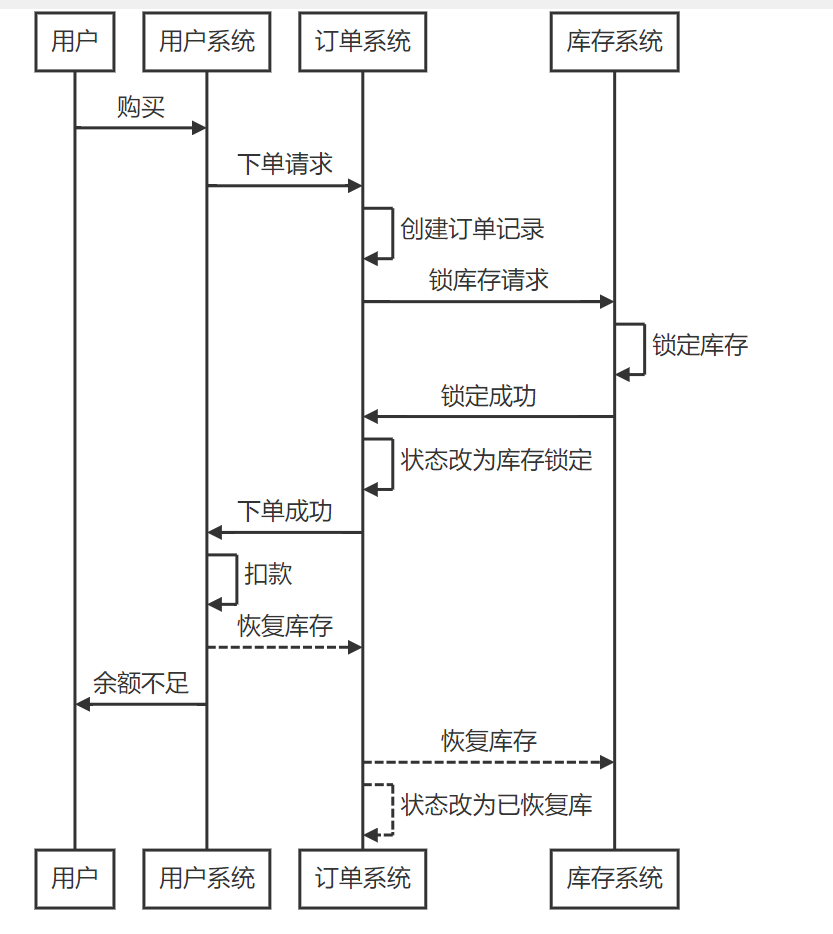 用户
用户系统
订单系统
库存系统
购买
下单请求
创建订单记录
锁库存请求
锁定库存
锁定成功
状态改为库存锁定
下单成功
扣款
恢复库存
余额不足
恢复库存
状态改为已恢复库
用户
用户系统
订单系统
库存系统